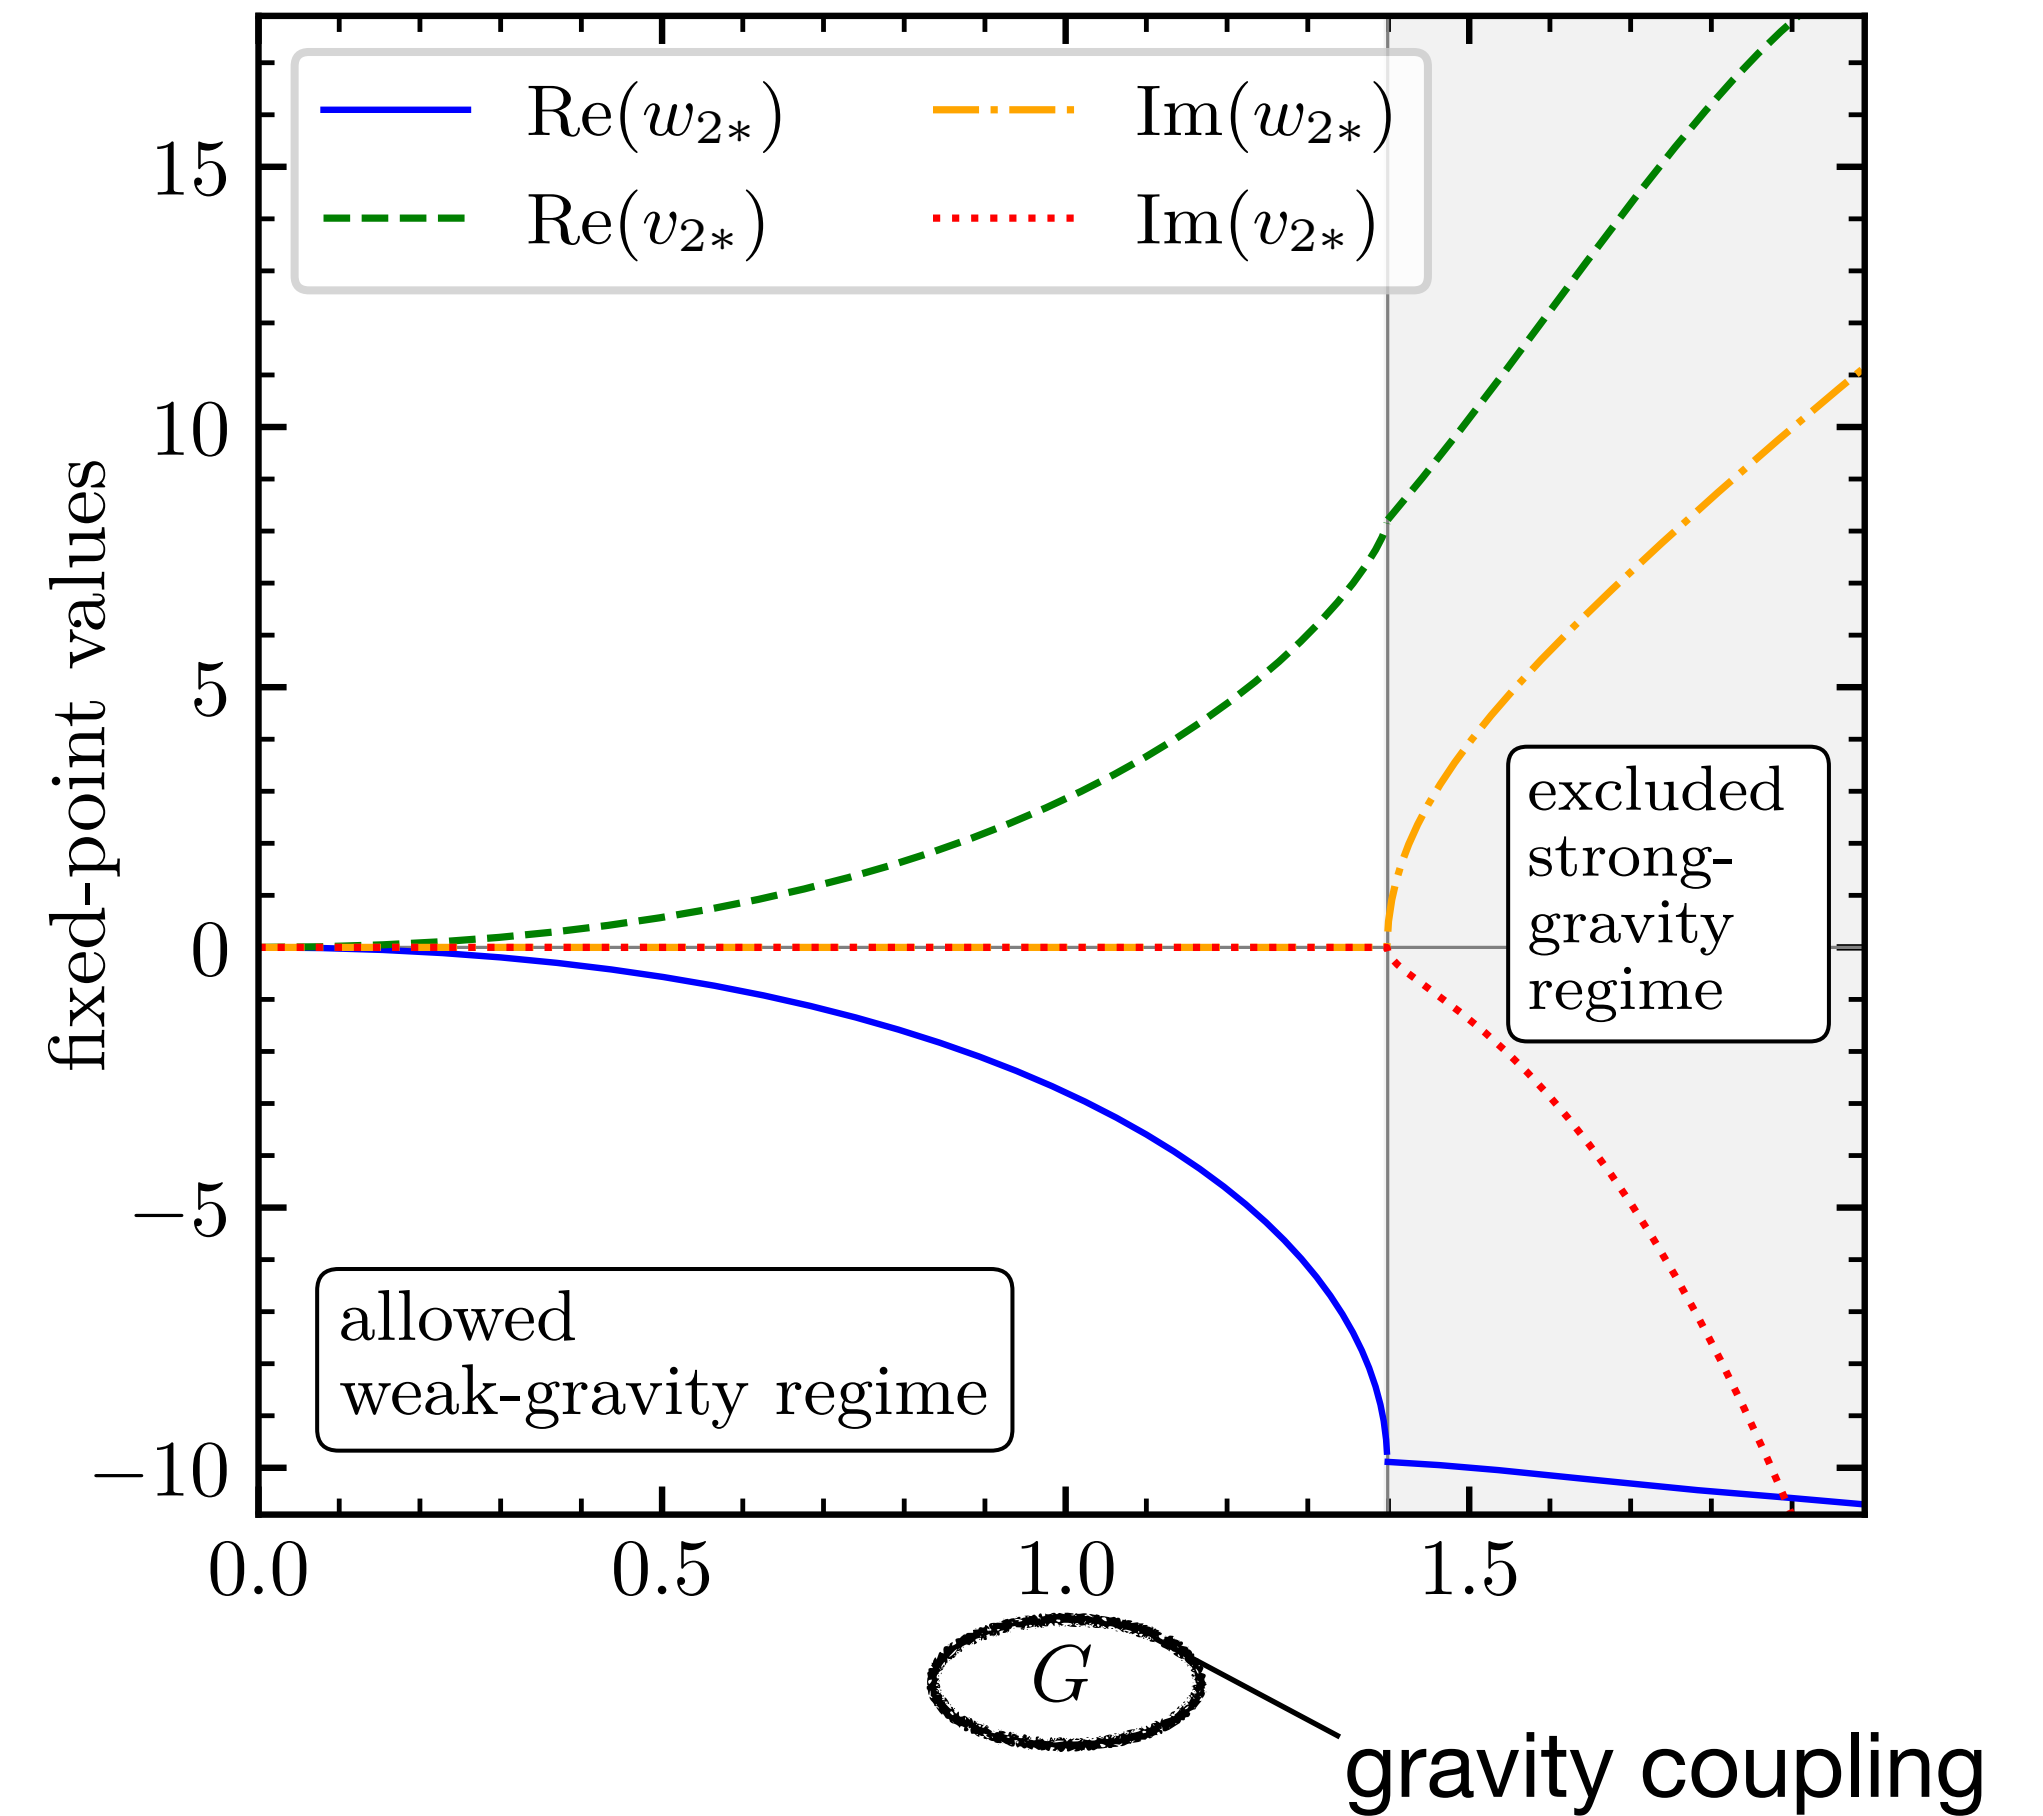 Re(w₂*)
Im(w₂*)
Re(v₂*)
Im(v₂*)
fixed-point values
15
10
5
0
−5
−10
excluded
strong-
gravity
regime
allowed
weak-gravity regime
0.0 0.5 1.0 1.5
G
gravity coupling